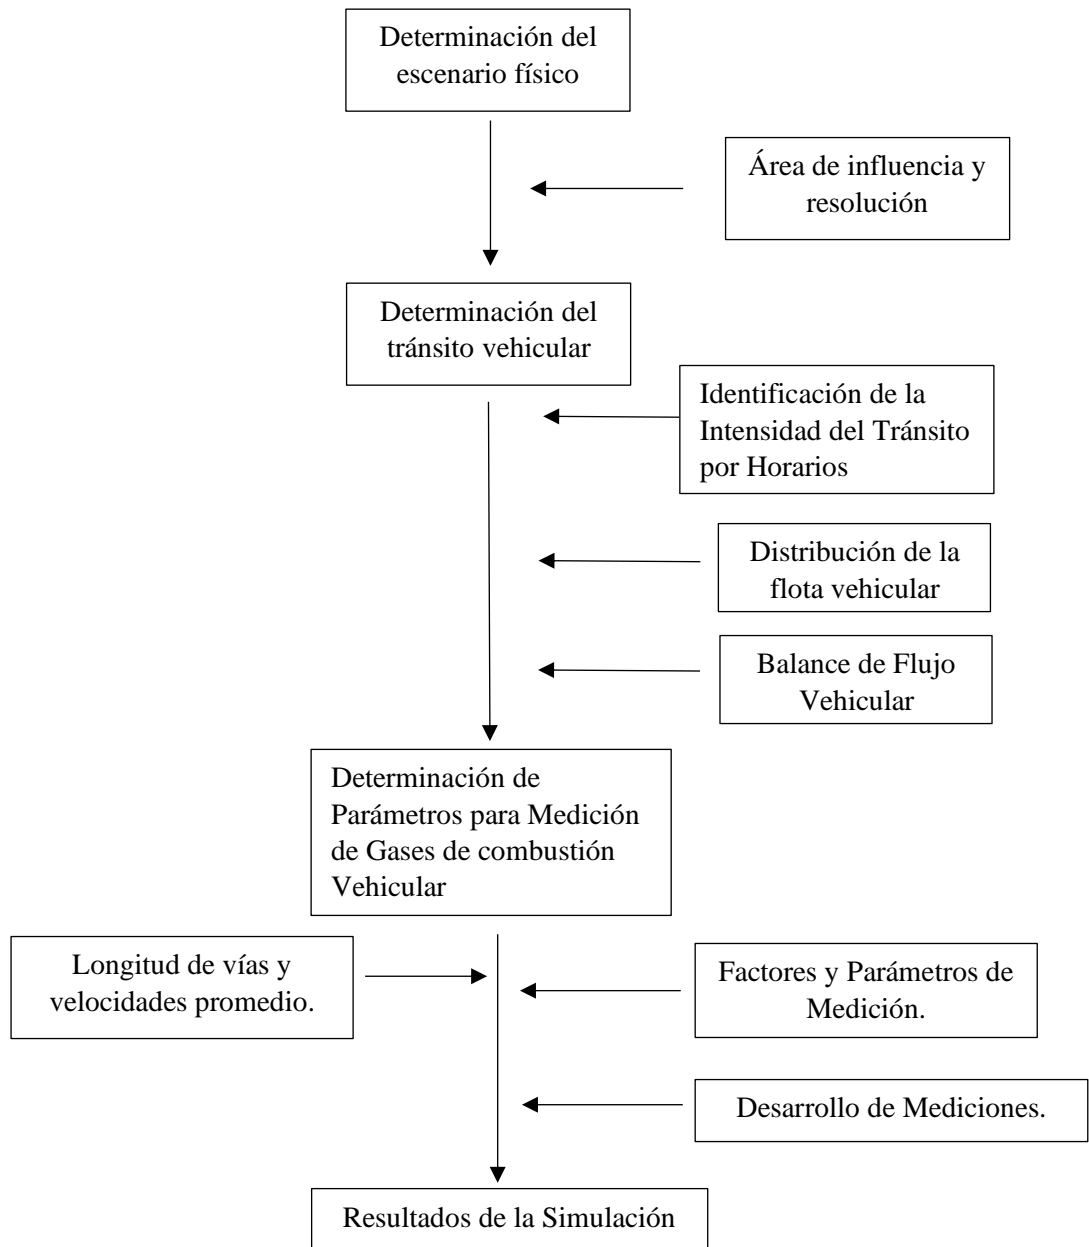 Determinación del
escenario físico
Área de influencia y
resolución
Determinación del
tránsito vehicular
Identificación de la
Intensidad del Tránsito
por Horarios
Distribución de la
flota vehicular
Balance de Flujo
Vehicular
Determinación de
Parámetros para Medición
de Gases de combustión
Vehicular
Longitud de vías y
velocidades promedio.
Factores y Parámetros de
Medición.
Desarrollo de Mediciones.
Resultados de la Simulación